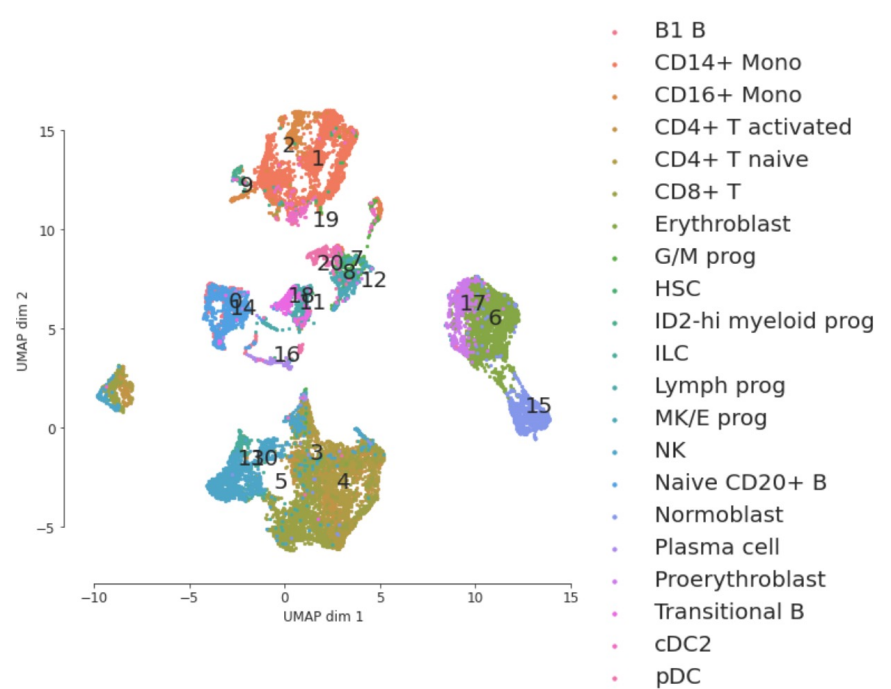 B1 B
CD14+ Mono
CD16+ Mono
CD4+ T activated
CD4+ T naive
CD8+ T
Erythroblast
G/M prog
HSC
ID2-hi myeloid prog
ILC
Lymph prog
MK/E prog
NK
Naive CD20+ B
Normoblast
Plasma cell
Proerythroblast
Transitional B
cDC2
pDC
15
10
5
0
−5
UMAP dim 2
−10
−5
0
5
10
15
UMAP dim 1
2
1
9
19
7
20
8
12
18
11
0
14
16
17
6
15
3
13
10
4
5